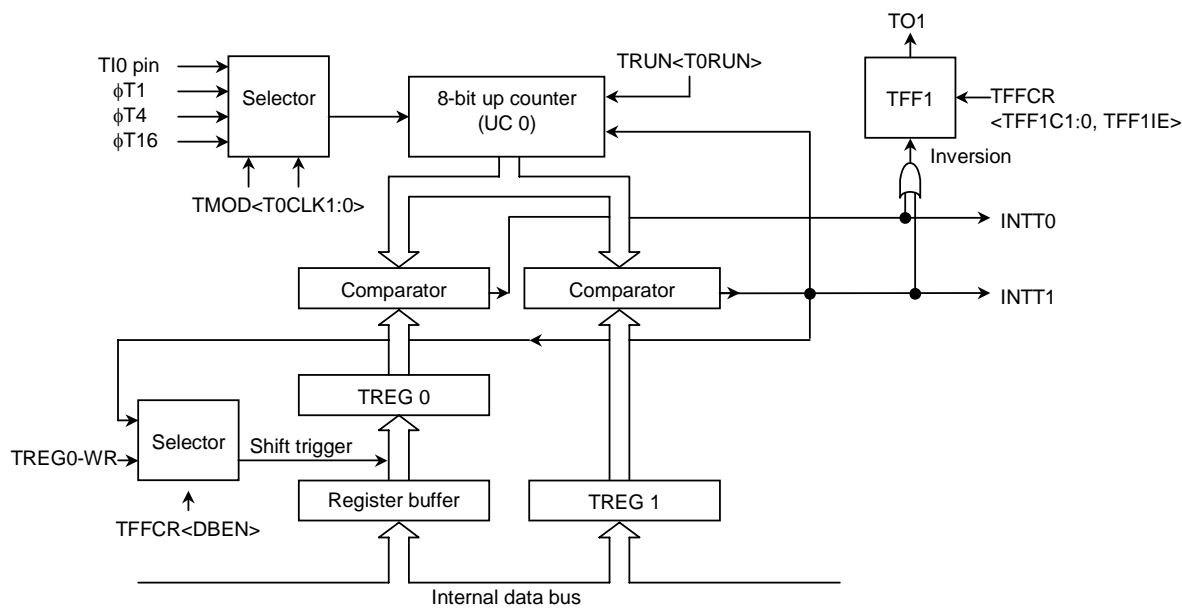 TO1
TI0 pin
ϕT1
ϕT4
ϕT16
Selector
8-bit up counter
(UC 0)
TRUN<T0RUN>
TFF1
TFFCR
<TFF1C1:0, TFF1IE>
Inversion
TMOD<T0CLK1:0>
INTT0
Comparator
Comparator
INTT1
TREG 0
Selector
TREG0-WR
Shift trigger
Register buffer
TREG 1
TFFCR<DBEN>
Internal data bus